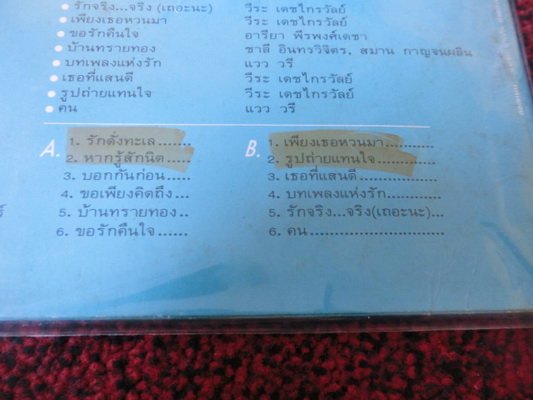 ● รักจริง...จริง (เถอะนะ) วีระ เดชไกรวัลย์
● เพียงเธอหวนมา วีระ เดชไกรวัลย์
● ขอรักคืนใจ อารียา พีรพงศ์เดชา
● บ้านทรายทอง ชาลี อินทรวิจิตร, สมาน กาญจนผลิน
● บทเพลงแห่งรัก แวว วรี
● เธอที่แสนดี วีระ เดชไกรวัลย์
● รูปถ่ายแทนใจ วีระ เดชไกรวัลย์
● คน แวว วรี
A. 1. รักดั่งทะเล........
2. หากรู้สักนิด......
3. บอกกันก่อน......
4. ขอเพียงคิดถึง....
5. บ้านทรายทอง..
6. ขอรักคืนใจ......
B. 1. เพียงเธอหวนมา............
2. รูปถ่ายแทนใจ..............
3. เธอที่แสนดี.................
4. บทเพลงแห่งรัก............
5. รักจริง...จริง(เถอะนะ)...
6. คน............................